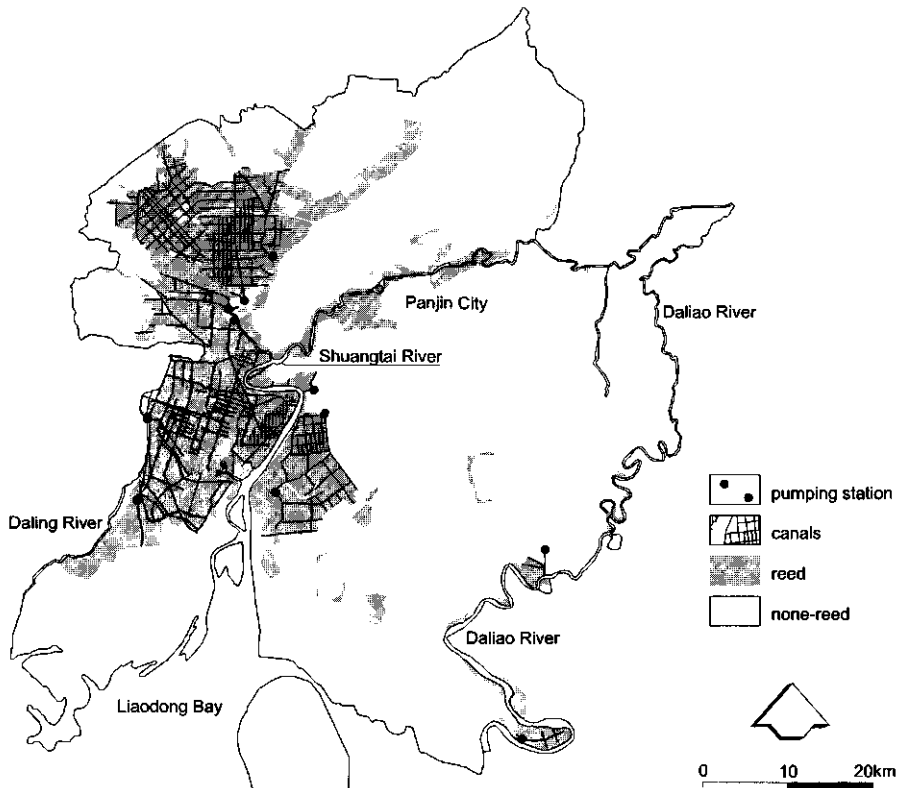 Panjin City
Daliao River
Shuangtai River
pumping station
Daling River
canals
reed
none-reed
Daliao River
Liaodong Bay
0 10 20km